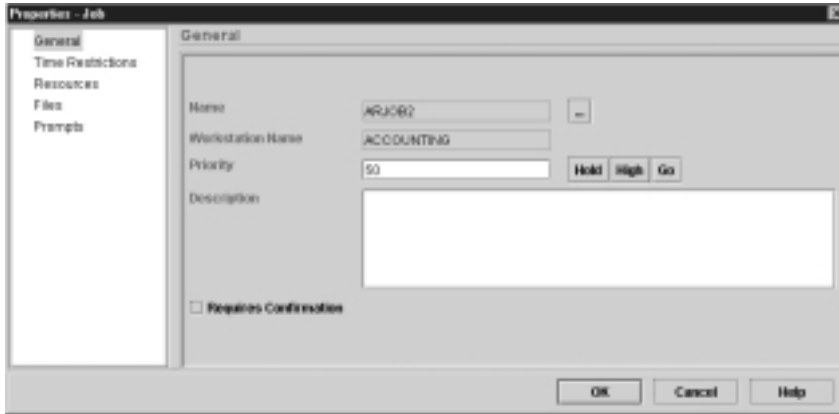 Properties - Job
General
Time Restrictions
Resources
Files
Prompts
General
Name ARJOB2 ...
Workstation Name ACCOUNTING
Priority 50 Hold High Go
Description
Requires Confirmation
OK Cancel Help